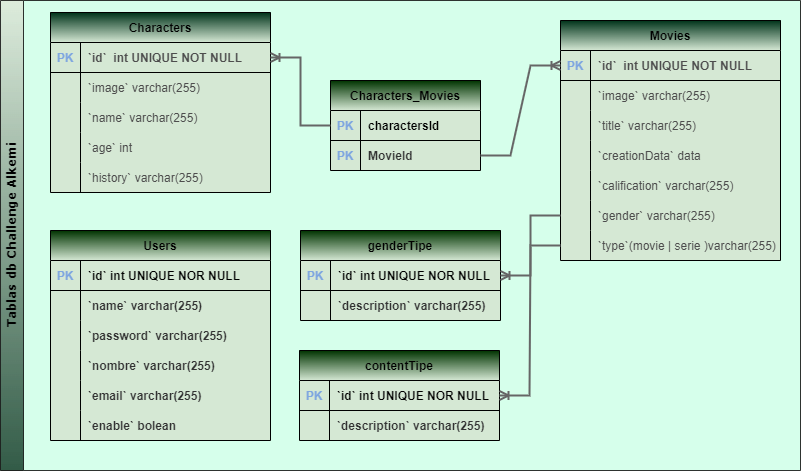 Tablas db Challenge Alkemi
Characters
PK `id` int UNIQUE NOT NULL
`image` varchar(255)
`name` varchar(255)
`age` int
`history` varchar(255)
Characters_Movies
PK charactersId
PK MovieId
Movies
PK `id` int UNIQUE NOT NULL
`image` varchar(255)
`title` varchar(255)
`creationData` data
`calification` varchar(255)
`gender` varchar(255)
`type`(movie | serie )varchar(255)
Users
PK `id` int UNIQUE NOR NULL
`name` varchar(255)
`password` varchar(255)
`nombre` varchar(255)
`email` varchar(255)
`enable` bolean
genderTipe
PK `id` int UNIQUE NOR NULL
`description` varchar(255)
contentTipe
PK `id` int UNIQUE NOR NULL
`description` varchar(255)